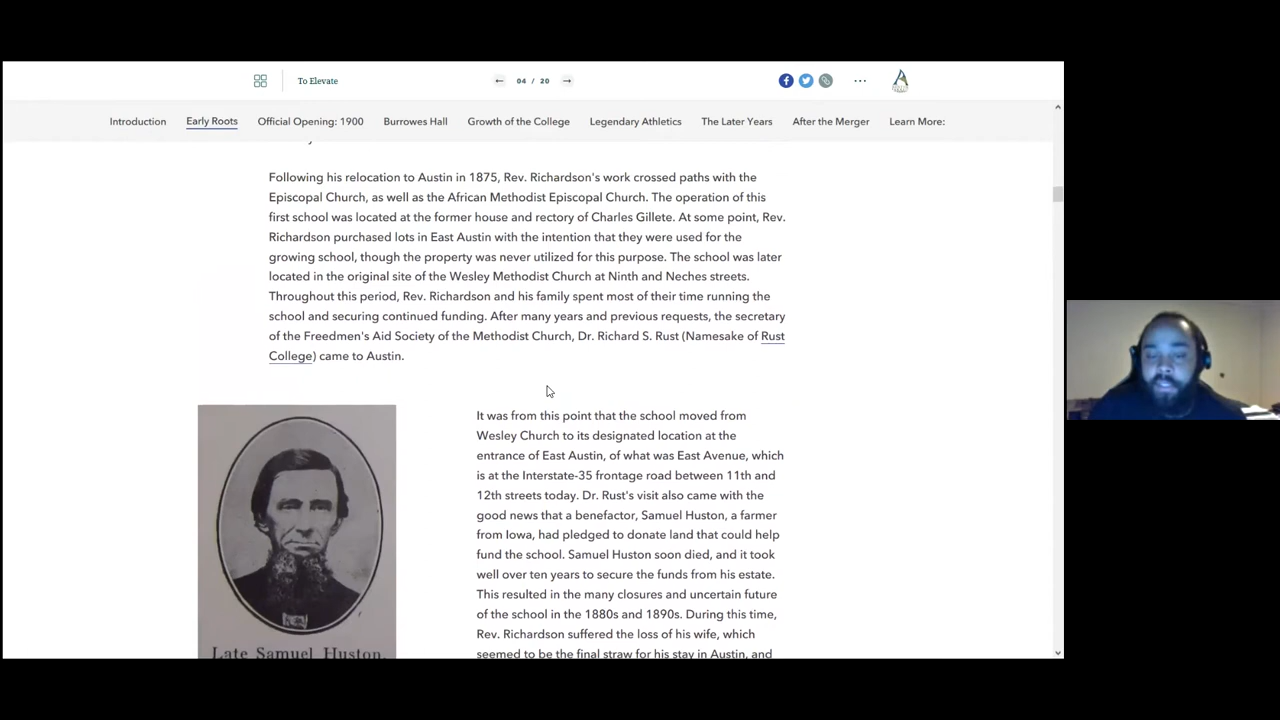 To Elevate
04 / 20
Introduction
Early Roots
Official Opening: 1900
Burrowes Hall
Growth of the College
Legendary Athletics
The Later Years
After the Merger
Learn More:
Following his relocation to Austin in 1875, Rev. Richardson's work crossed paths with the
Episcopal Church, as well as the African Methodist Episcopal Church. The operation of this
first school was located at the former house and rectory of Charles Gillete. At some point, Rev.
Richardson purchased lots in East Austin with the intention that they were used for the
growing school, though the property was never utilized for this purpose. The school was later
located in the original site of the Wesley Methodist Church at Ninth and Neches streets.
Throughout this period, Rev. Richardson and his family spent most of their time running the
school and securing continued funding. After many years and previous requests, the secretary
of the Freedmen's Aid Society of the Methodist Church, Dr. Richard S. Rust (Namesake of Rust
College) came to Austin.
It was from this point that the school moved from
Wesley Church to its designated location at the
entrance of East Austin, of what was East Avenue, which
is at the Interstate-35 frontage road between 11th and
12th streets today. Dr. Rust's visit also came with the
good news that a benefactor, Samuel Huston, a farmer
from Iowa, had pledged to donate land that could help
fund the school. Samuel Huston soon died, and it took
well over ten years to secure the funds from his estate.
This resulted in the many closures and uncertain future
of the school in the 1880s and 1890s. During this time,
Rev. Richardson suffered the loss of his wife, which
seemed to be the final straw for his stay in Austin, and
Late Samuel Huston.